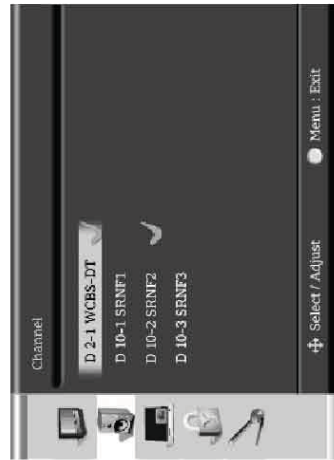 Channel
D 2-1 WCBS-DT
D 10-1 SRNF1
D 10-2 SRNF2
D 10-3 SRNF3
Select / Adjust
Menu : Exit